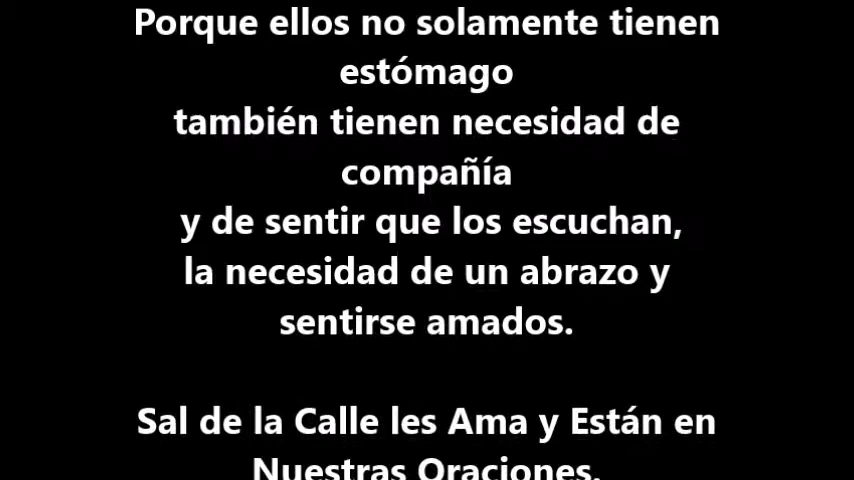 Porque ellos no solamente tienen
estómago
también tienen necesidad de
compañía
y de sentir que los escuchan,
la necesidad de un abrazo y
sentirse amados.
Sal de la Calle les Ama y Están en
Nuestras Oraciones.